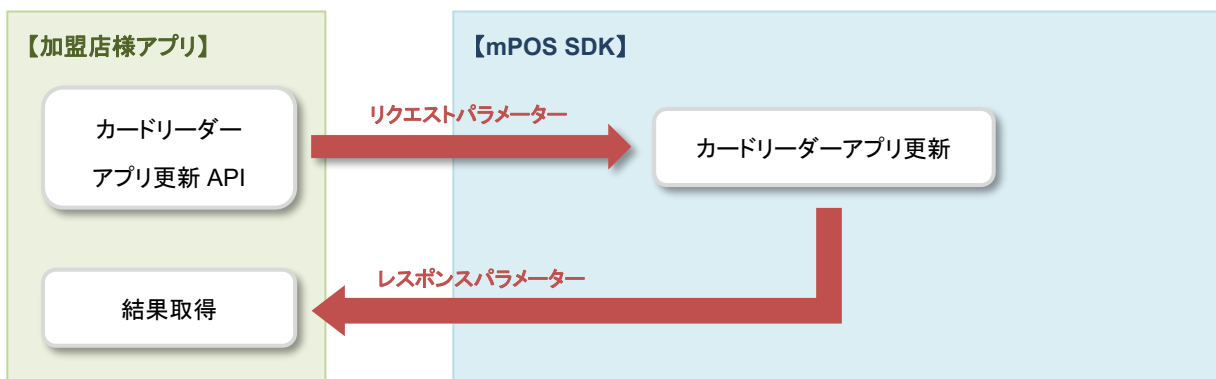 【加盟店様アプリ】
【mPOS SDK】
カードリーダー
アプリ更新 API
リクエストパラメーター
カードリーダーアプリ更新
レスポンスパラメーター
結果取得